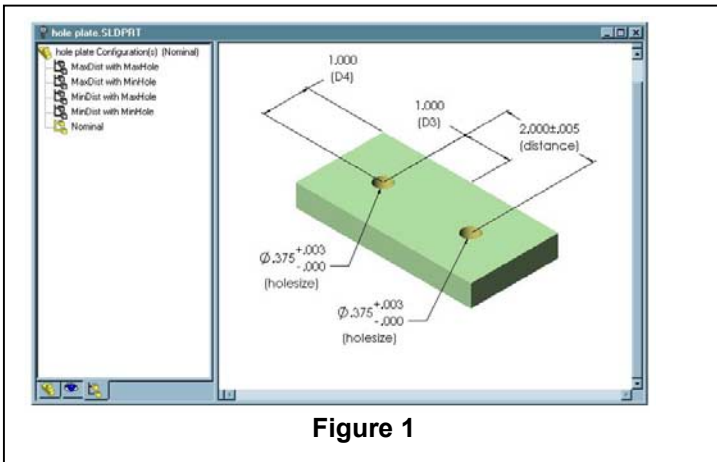 hole plate.SLDPRT
hole plate Configuration(s) (Nominal)
MaxDist with MaxHole
MaxDist with MinHole
MinDist with MaxHole
MinDist with MinHole
Nominal
1.000
(D4)
1.000
(D3)
2.000±.005
(distance)
Ø.375 +.003
-.000
(holesize)
Ø.375 +.003
-.000
(holesize)
Figure 1